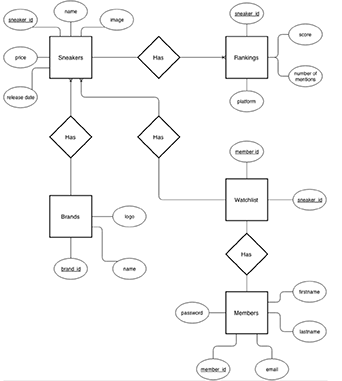 name
sneaker_id
image
Sneakers
price
release date
Has
sneaker_id
Rankings
score
number of
mentions
platform
Has
Has
member_id
Brands
logo
Watchlist
sneaker_id
brand_id
name
Has
firstname
password
Members
lastname
member_id
email